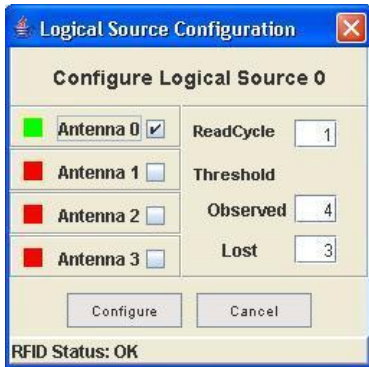 Logical Source Configuration
Configure Logical Source 0
Antenna 0
Antenna 1
Antenna 2
Antenna 3
ReadCycle 1
Threshold
Observed 4
Lost 3
Configure Cancel
RFID Status: OK